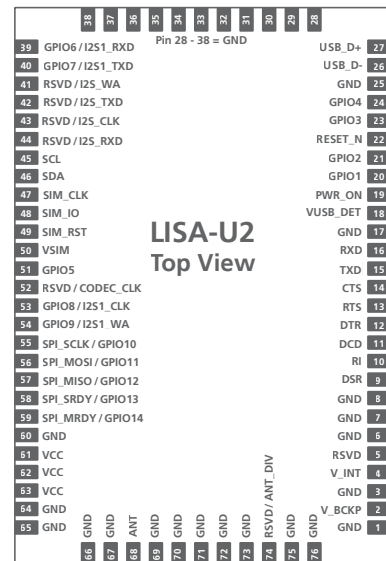 38 37 36 35 34 33 32 31 30 29 28
Pin 28 - 38 = GND
39 GPIO6 / I2S1_RXD
40 GPIO7 / I2S1_TXD
41 RSVD / I2S_WA
42 RSVD / I2S_TXD
43 RSVD / I2S_CLK
44 RSVD / I2S_RXD
45 SCL
46 SDA
47 SIM_CLK
48 SIM_IO
49 SIM_RST
50 VSIM
51 GPIO5
52 RSVD / CODEC_CLK
53 GPIO8 / I2S1_CLK
54 GPIO9 / I2S1_WA
55 SPI_SCLK / GPIO10
56 SPI_MOSI / GPIO11
57 SPI_MISO / GPIO12
58 SPI_SRDY / GPIO13
59 SPI_MRDY / GPIO14
60 GND
61 VCC
62 VCC
63 VCC
64 GND
65 GND
LISA-U2
Top View
USB_D+ 27
USB_D- 26
GND 25
GPIO4 24
GPIO3 23
RESET_N 22
GPIO2 21
GPIO1 20
PWR_ON 19
VUSB_DET 18
GND 17
RXD 16
TXD 15
CTS 14
RTS 13
DTR 12
DCD 11
RI 10
DSR 9
GND 8
GND 7
GND 6
RSVD 5
V_INT 4
GND 3
V_BCKP 2
GND 1
66 GND
67 GND
68 ANT
69 GND
70 GND
71 GND
72 GND
73 GND
74 RSVD / ANT_DIV
75 GND
76 GND